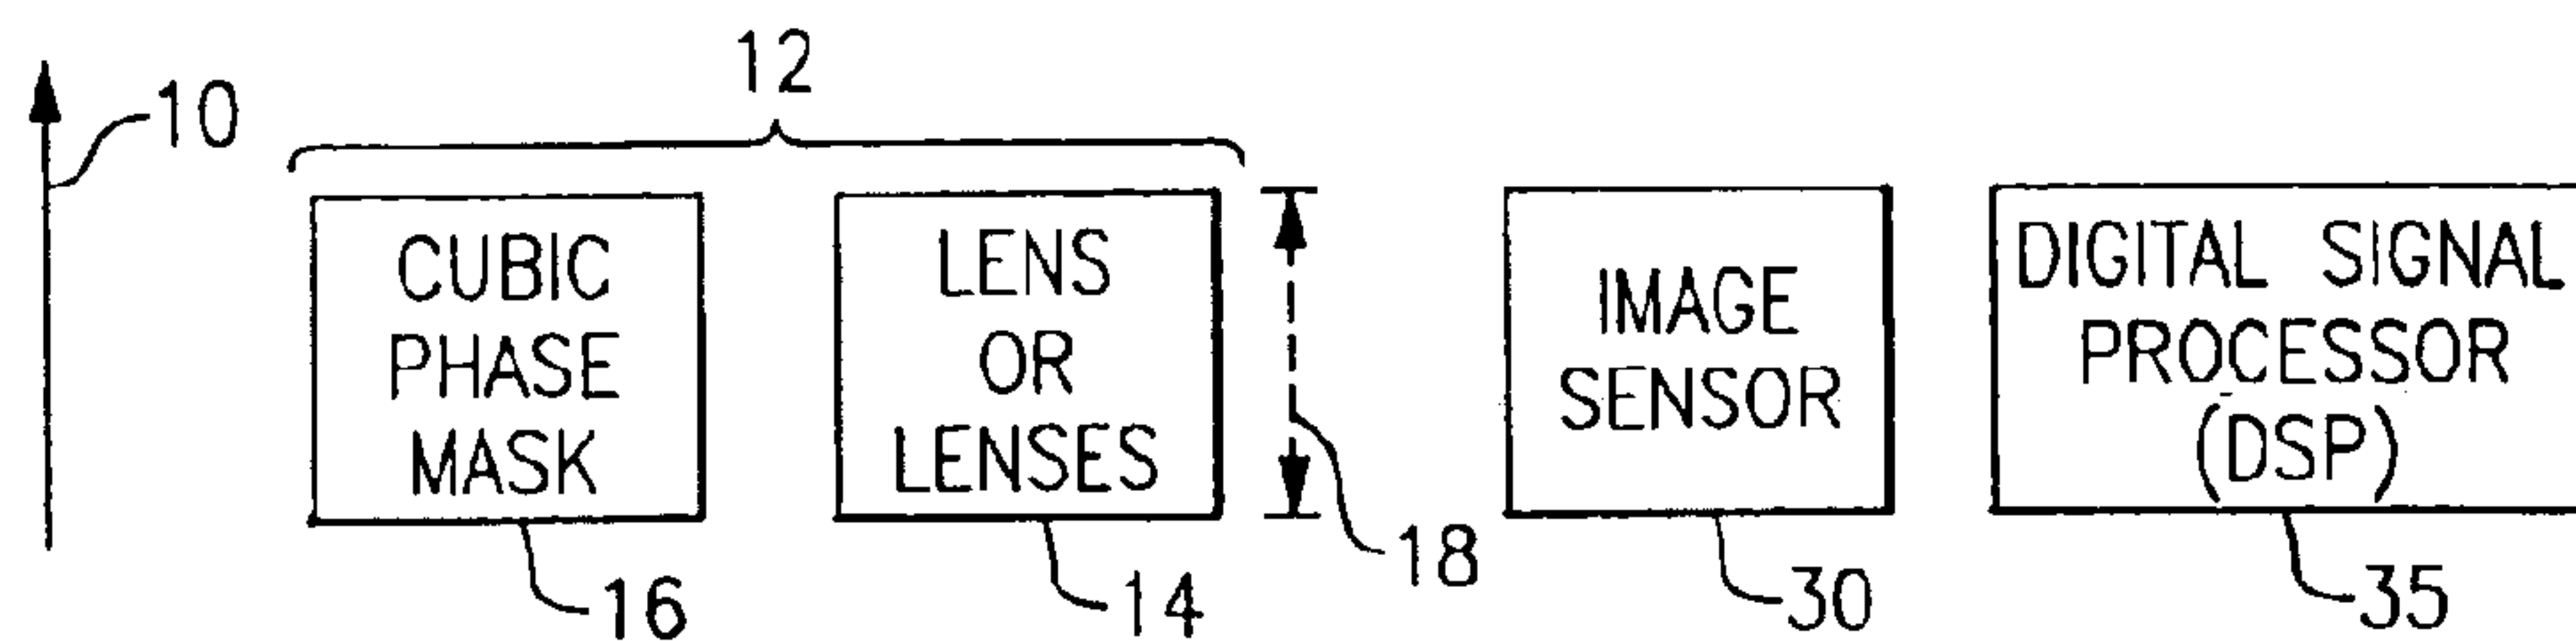 12
10
CUBIC
PHASE
MASK
LENS
OR
LENSES
IMAGE
SENSOR
DIGITAL SIGNAL
PROCESSOR
(DSP)
16
14
18
30
35